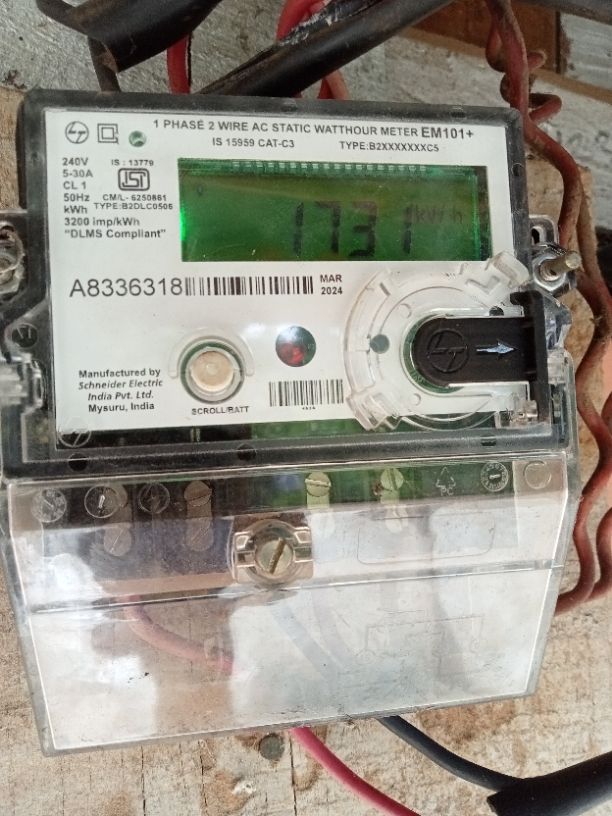 1 PHASE 2 WIRE AC STATIC WATTHOUR METER EM101+
IS 15959 CAT-C3 TYPE:B2XXXXXXXC5
240V
5-30A
CL 1
50Hz
kWh
3200 imp/kWh
"DLMS Compliant"
IS : 13779
ISI
CM/L- 6250861
TYPE:B2DLC0506
1731 kWh
A8336318
MAR
2024
Manufactured by
Schneider Electric
India Pvt. Ltd.
Mysuru, India
SCROLL/BATT